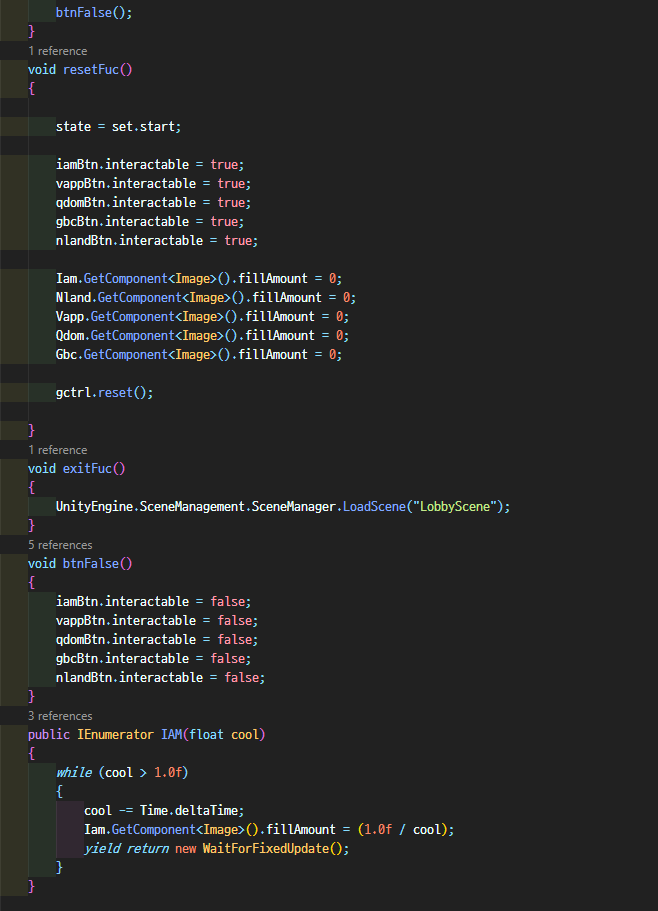 btnFalse();
}
1 reference
void resetFuc()
{
state = set.start;
iamBtn.interactable = true;
vappBtn.interactable = true;
qdomBtn.interactable = true;
gbcBtn.interactable = true;
nlandBtn.interactable = true;
Iam.GetComponent<Image>().fillAmount = 0;
Nland.GetComponent<Image>().fillAmount = 0;
Vapp.GetComponent<Image>().fillAmount = 0;
Qdom.GetComponent<Image>().fillAmount = 0;
Gbc.GetComponent<Image>().fillAmount = 0;
gctrl.reset();
}
1 reference
void exitFuc()
{
UnityEngine.SceneManagement.SceneManager.LoadScene("LobbyScene");
}
5 references
void btnFalse()
{
iamBtn.interactable = false;
vappBtn.interactable = false;
qdomBtn.interactable = false;
gbcBtn.interactable = false;
nlandBtn.interactable = false;
}
3 references
public IEnumerator IAM(float cool)
{
while (cool > 1.0f)
{
cool -= Time.deltaTime;
Iam.GetComponent<Image>().fillAmount = (1.0f / cool);
yield return new WaitForFixedUpdate();
}
}